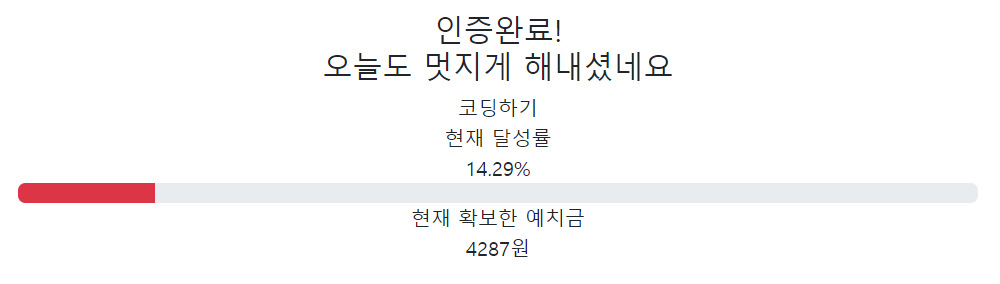 인증완료!
오늘도 멋지게 해내셨네요
코딩하기
현재 달성률
14.29%
현재 확보한 예치금
4287원